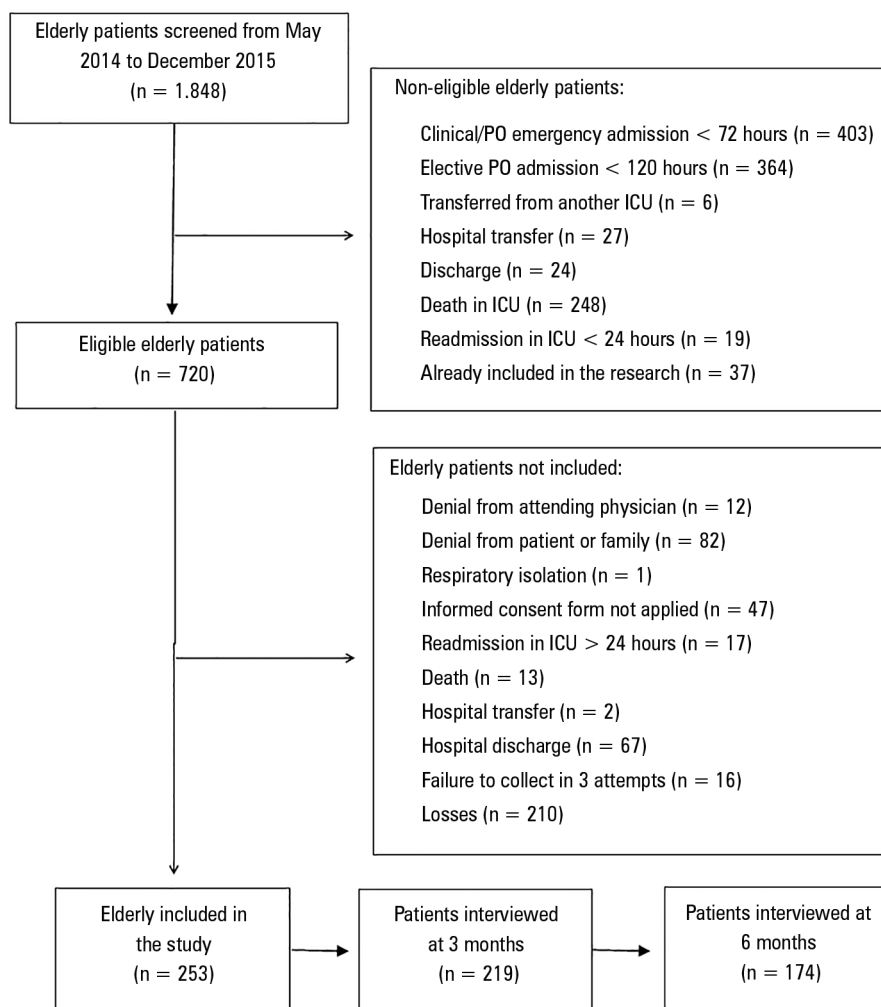 Elderly patients screened from May
2014 to December 2015
(n = 1.848)
Non-eligible elderly patients:
Clinical/PO emergency admission < 72 hours (n = 403)
Elective PO admission < 120 hours (n = 364)
Transferred from another ICU (n = 6)
Hospital transfer (n = 27)
Discharge (n = 24)
Death in ICU (n = 248)
Readmission in ICU < 24 hours (n = 19)
Already included in the research (n = 37)
Eligible elderly patients
(n = 720)
Elderly patients not included:
Denial from attending physician (n = 12)
Denial from patient or family (n = 82)
Respiratory isolation (n = 1)
Informed consent form not applied (n = 47)
Readmission in ICU > 24 hours (n = 17)
Death (n = 13)
Hospital transfer (n = 2)
Hospital discharge (n = 67)
Failure to collect in 3 attempts (n = 16)
Losses (n = 210)
Elderly included in
the study
(n = 253)
Patients interviewed
at 3 months
(n = 219)
Patients interviewed at
6 months
(n = 174)